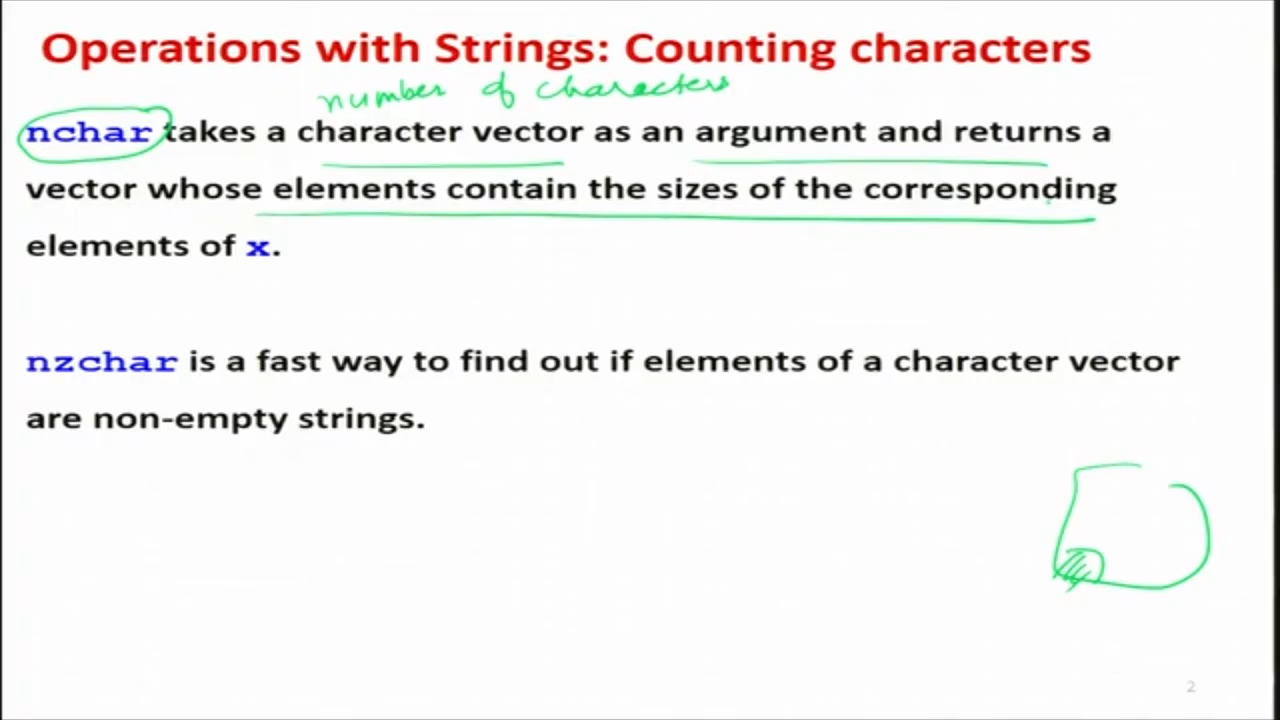 Operations with Strings: Counting characters
number of characters
nchar takes a character vector as an argument and returns a
vector whose elements contain the sizes of the corresponding
elements of x.
nzchar is a fast way to find out if elements of a character vector
are non-empty strings.
2